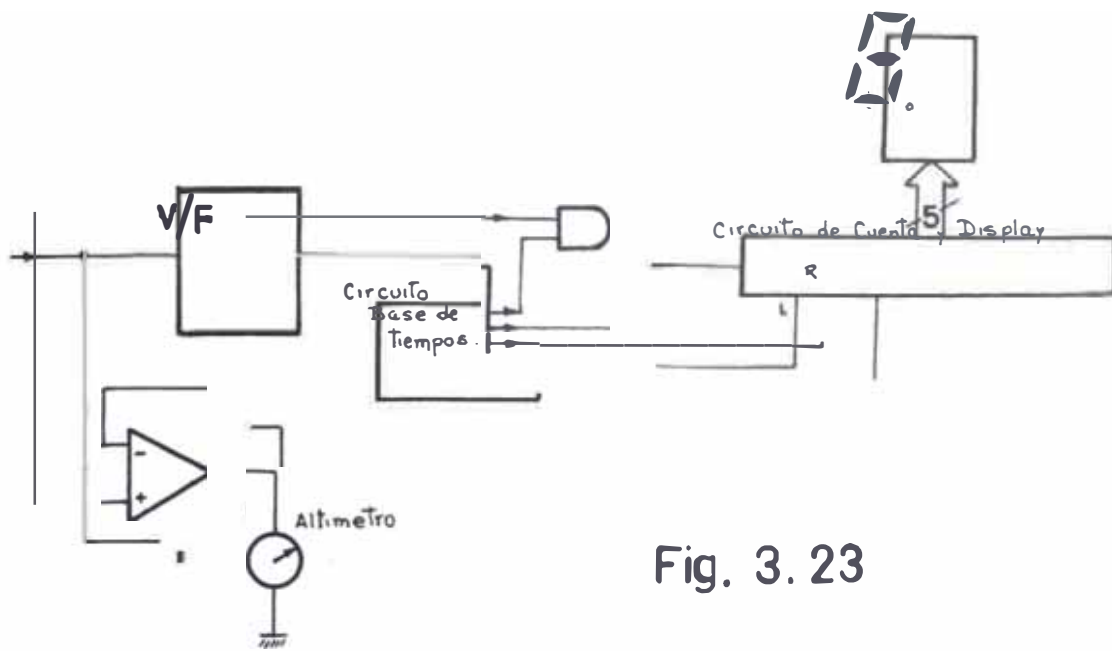 V/F
5
Circuito de Cuenta y Display
R
L
Circuito
Base de
tiempos.
-
+
Altimetro
Fig. 3.23